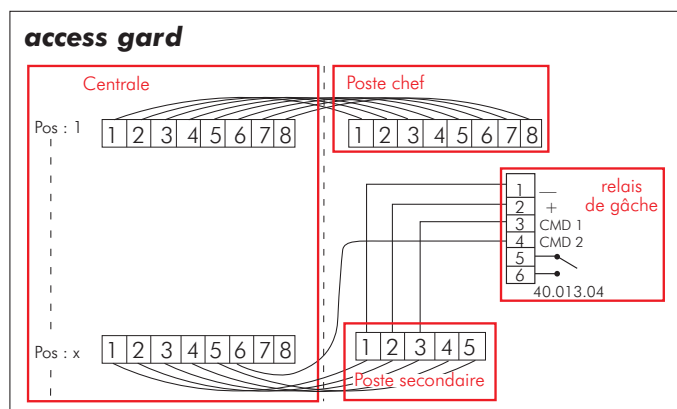 access gard
Centrale
Poste chef
Pos : 1
1 2 3 4 5 6 7 8
1 2 3 4 5 6 7 8
relais
de gâche
1 —
2 +
3 CMD 1
4 CMD 2
5
6
40.013.04
Pos : x
1 2 3 4 5 6 7 8
1 2 3 4 5
Poste secondaire